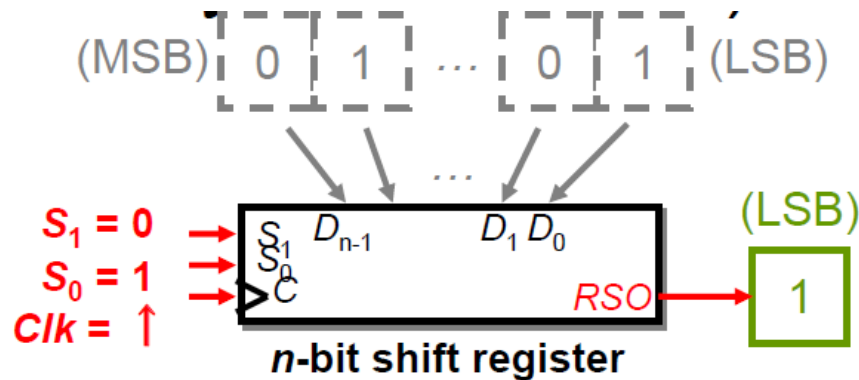 (MSB) 0 1 ... 0 1 (LSB)
...
S₁ = 0
S₀ = 1
Clk = ↑
S₁ Dₙ₋₁ D₁ D₀
S₀
C
RSO
(LSB)
1
n-bit shift register